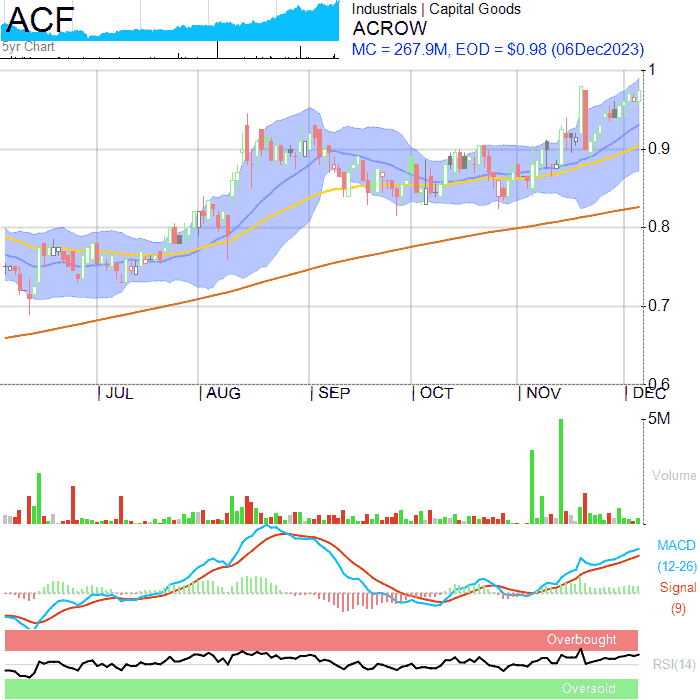 ACF
Industrials | Capital Goods
ACROW
5yr Chart
MC = 267.9M, EOD = $0.98 (06Dec2023)
1
0.9
0.8
0.7
0.6
JUL AUG SEP OCT NOV DEC
5M
Volume
MACD
(12-26)
Signal
(9)
Overbought
RSI(14)
Oversold